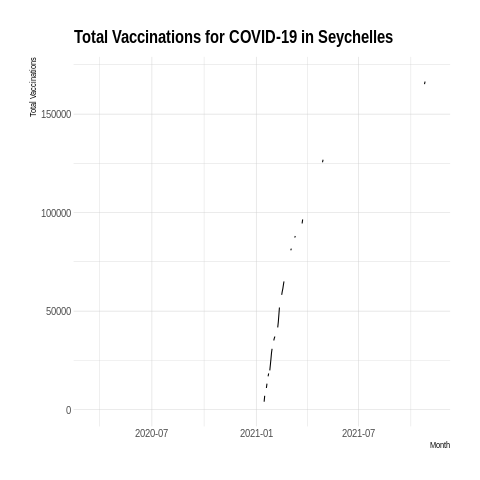 Total Vaccinations for COVID-19 in Seychelles
Total Vaccinations
150000
100000
50000
0
2020-07 2021-01 2021-07
Month